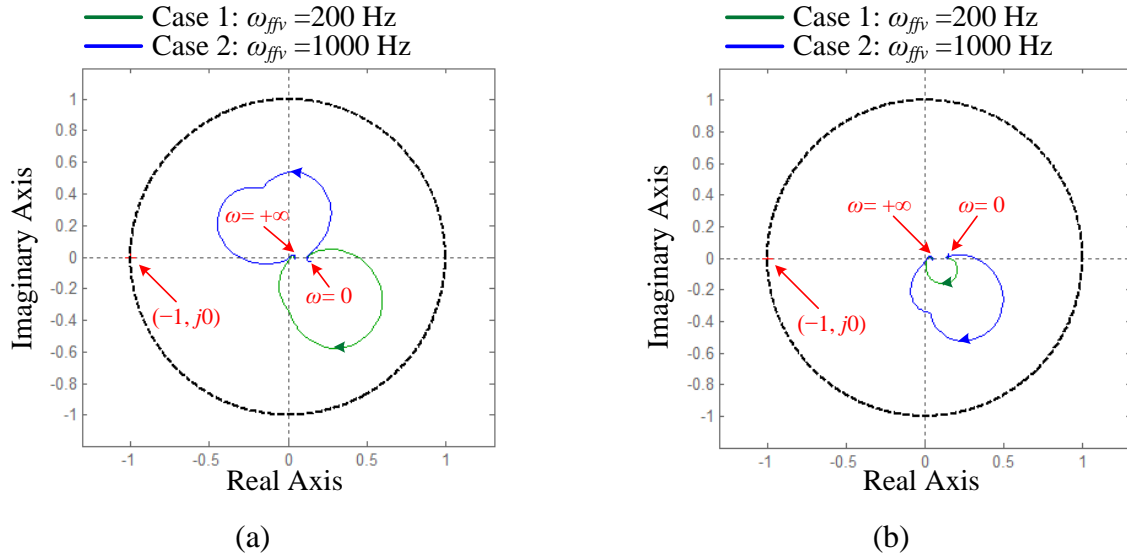 Case 1: ω_ffv =200 Hz
Case 2: ω_ffv =1000 Hz
1
0.8
0.6
0.4
0.2
0
-0.2
-0.4
-0.6
-0.8
-1
Imaginary Axis
ω= +∞
ω= 0
(−1, j0)
-1
-0.5
0
0.5
1
Real Axis
(a)
Case 1: ω_ffv =200 Hz
Case 2: ω_ffv =1000 Hz
1
0.8
0.6
0.4
0.2
0
-0.2
-0.4
-0.6
-0.8
-1
Imaginary Axis
ω= +∞
ω= 0
(−1, j0)
-1
-0.5
0
0.5
1
Real Axis
(b)